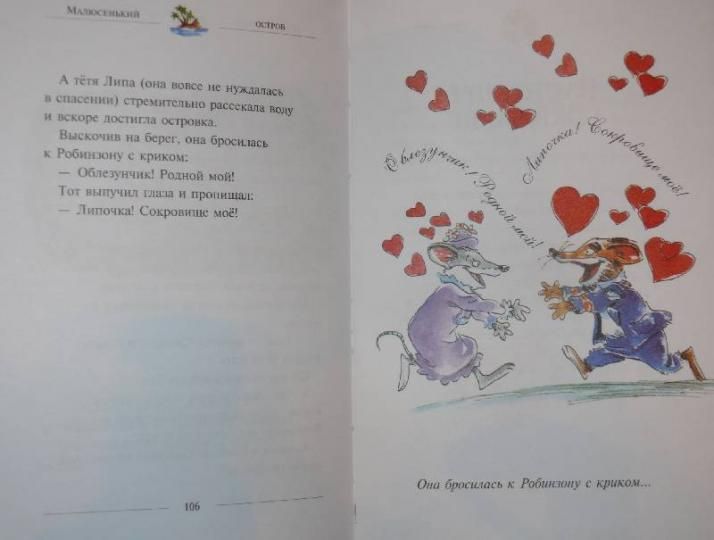 Малюсенький
остров
А тётя Липа (она вовсе не нуждалась
в спасении) стремительно рассекала воду
и вскоре достигла островка.
Выскочив на берег, она бросилась
к Робинзону с криком:
— Облезунчик! Родной мой!
Тот выпучил глаза и пропищал:
— Липочка! Сокровище моё!
106
Облезунчик! Родной мой!
Липочка! Сокровище моё!
Она бросилась к Робинзону с криком...